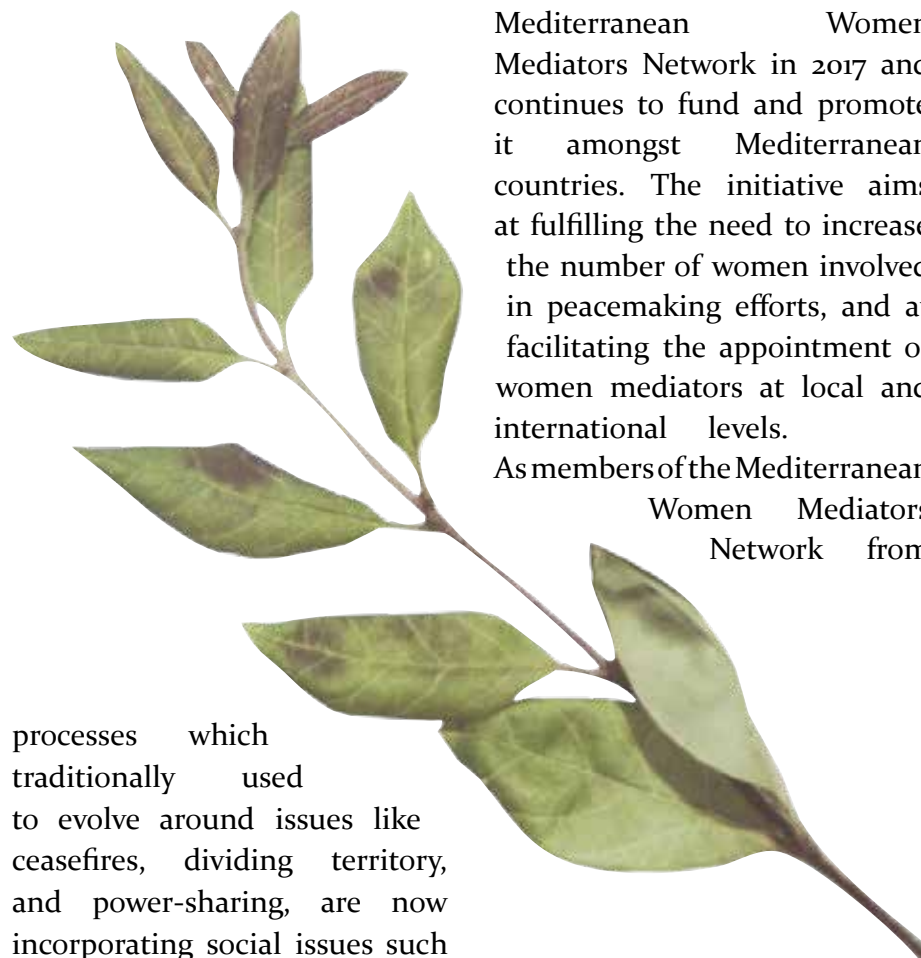 processes which
traditionally used
to evolve around issues like
ceasefires, dividing territory,
and power-sharing, are now
incorporating social issues such
Mediterranean Women
Mediators Network in 2017 and
continues to fund and promote
it amongst Mediterranean
countries. The initiative aims
at fulfilling the need to increase
the number of women involved
in peacemaking efforts, and at
facilitating the appointment of
women mediators at local and
international levels.
As members of the Mediterranean
Women Mediators
Network from